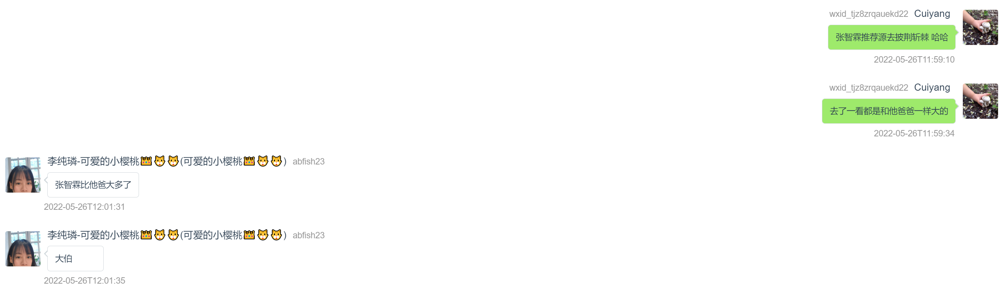 wxid_tjz8zrqauekd22 Cuiyang
张智霖推荐源去披荆斩棘 哈哈
2022-05-26T11:59:10
wxid_tjz8zrqauekd22 Cuiyang
去了一看都是和他爸爸一样大的
2022-05-26T11:59:34
李纯璘-可爱的小樱桃👑🐱🐱(可爱的小樱桃👑🐱🐱) abfish23
张智霖比他爸大多了
2022-05-26T12:01:31
李纯璘-可爱的小樱桃👑🐱🐱(可爱的小樱桃👑🐱🐱) abfish23
大伯
2022-05-26T12:01:35